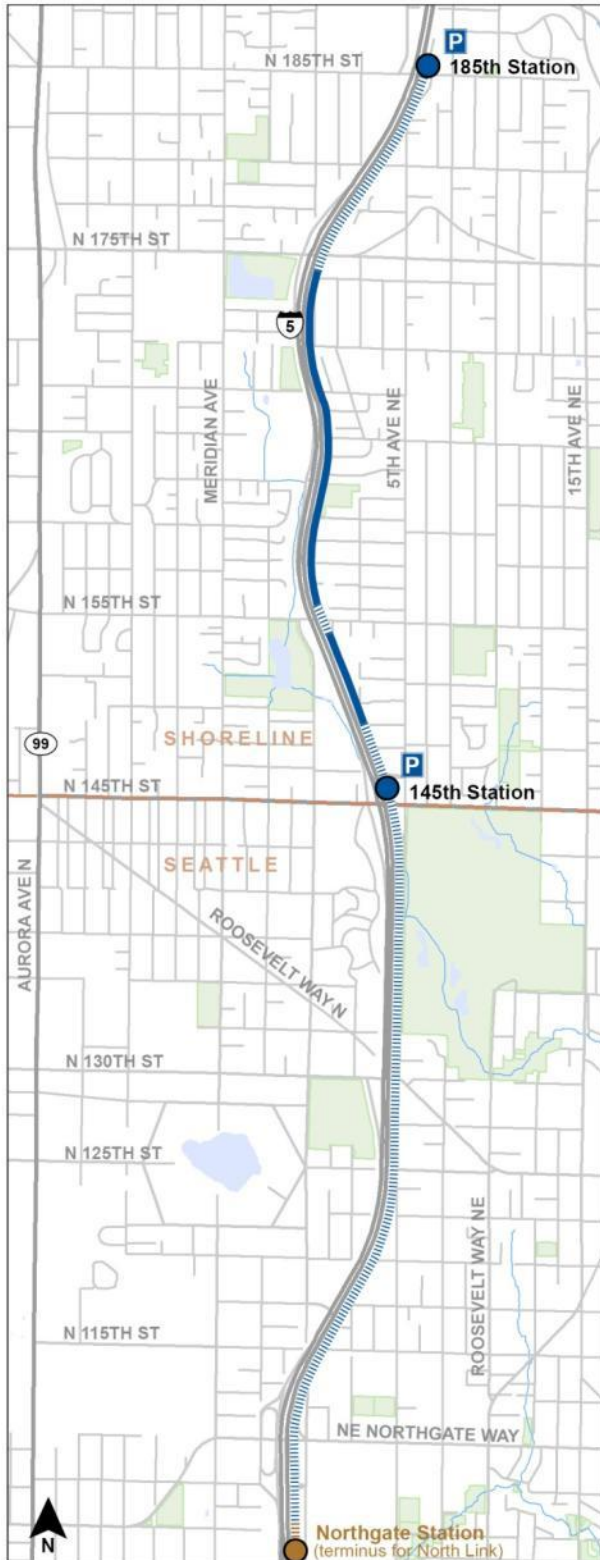 P
N 185TH ST
185th Station
N 175TH ST
5
MERIDIAN AVE
5TH AVE NE
15TH AVE NE
N 155TH ST
SHORELINE
99
P
N 145TH ST
145th Station
SEATTLE
AURORA AVE N
ROOSEVELT WAY N
N 130TH ST
N 125TH ST
ROOSEVELT WAY NE
N 115TH ST
NE NORTHGATE WAY
N
Northgate Station
(terminus for North Link)